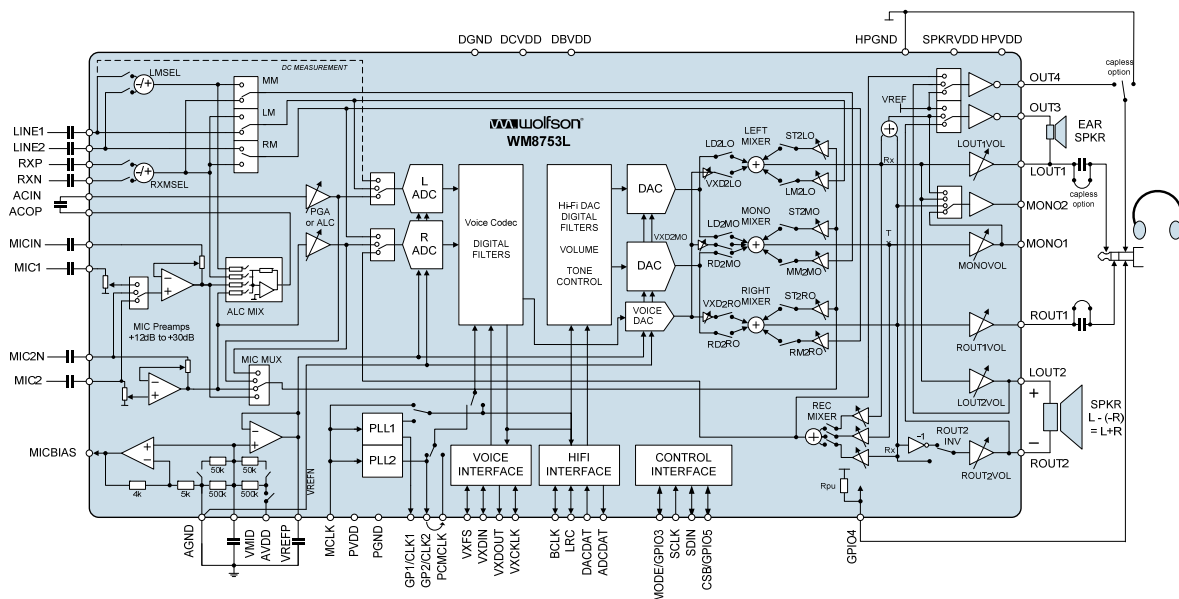 DGND
DCVDD
DBVDD
HPGND
SPKRVDD
HPVDD
DC MEASUREMENT
LMSEL
MM
LM
RM
RXMSEL
LINE1
LINE2
RXP
RXN
ACIN
ACOP
MICIN
MIC1
MIC2N
MIC2
MICBIAS
wolfson
WM8753L
PGA
or ALC
L
ADC
R
ADC
Voice Codec
DIGITAL
FILTERS
Hi-Fi DAC
DIGITAL
FILTERS
VOLUME
TONE
CONTROL
DAC
DAC
VOICE
DAC
VXD2MO
LEFT
MIXER
ST2LO
LD2LO
VXD2LO
LM2LO
MONO
MIXER
ST2MO
LD2MO
RD2MO
MM2MO
RIGHT
MIXER
ST2RO
VXD2RO
RD2RO
RM2RO
VREF
Rx
T
x
OUT4
OUT3
LOUT1VOL
LOUT1
MONO2
MONO1
MONOVOL
ROUT1
ROUT1VOL
LOUT2
LOUT2VOL
ROUT2
ROUT2VOL
capless
option
EAR
SPKR
capless
option
SPKR
L - (-R)
= L+R
+
−
MIC Preamps
+12dB to +30dB
ALC MIX
MIC MUX
REC
MIXER
Rx
-1
ROUT2
INV
Rpu
50k
50k
4k
5k
500k
500k
VREFN
PLL1
PLL2
VOICE
INTERFACE
HIFI
INTERFACE
CONTROL
INTERFACE
AGND
VMID
AVDD
VREFP
MCLK
PVDD
PGND
GP1/CLK1
GP2/CLK2
PCMCLK
VXFS
VXDIN
VXDOUT
VXCKLK
BCLK
LRC
DACDAT
ADCDAT
MODE/GPIO3
SCLK
SDIN
CSB/GPIO5
GPIO4